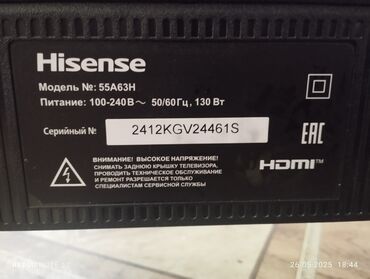 Hisense
Модель №: 55A63H
Питание: 100-240В~ 50/60Гц, 130 Вт
Серийный № 2412KGV24461S
EAC
ВНИМАНИЕ! ВЫСОКОЕ НАПРЯЖЕНИЕ!
СНИМАТЬ ЗАДНЮЮ КРЫШКУ ТЕЛЕВИЗОРА,
ПРОВОДИТЬ ТЕХНИЧЕСКОЕ ОБСЛУЖИВАНИЕ
И РЕМОНТ РАЗРЕШАЕТСЯ ТОЛЬКО
СПЕЦИАЛИСТАМ СЕРВИСНОЙ СЛУЖБЫ
HDMI™
26-05-2025 18:44